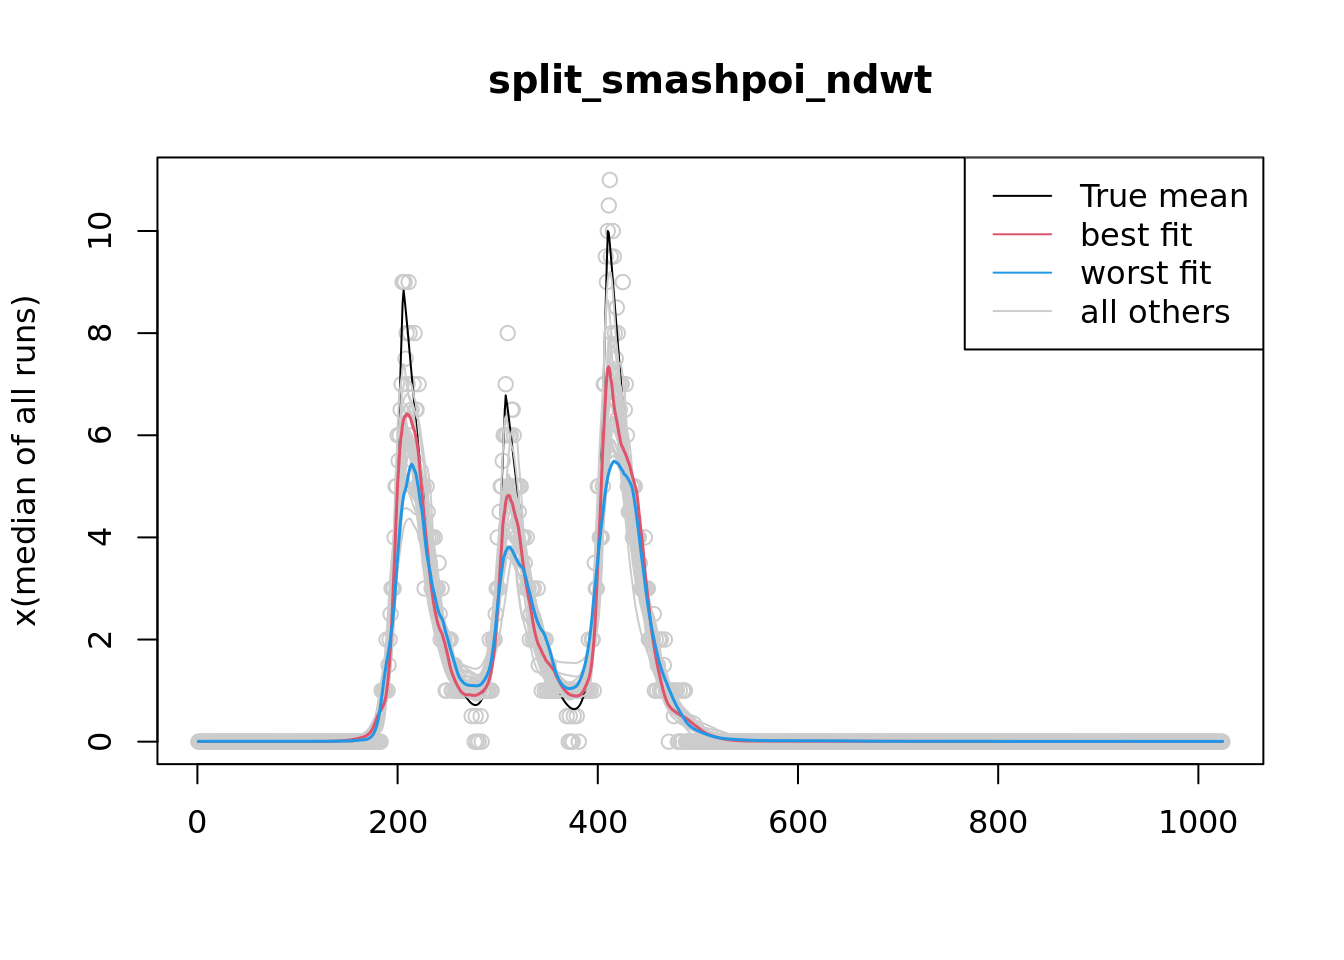 split_smashpoi_ndwt
x(median of all runs)
10
8
6
4
2
0
True mean
best fit
worst fit
all others
0 200 400 600 800 1000